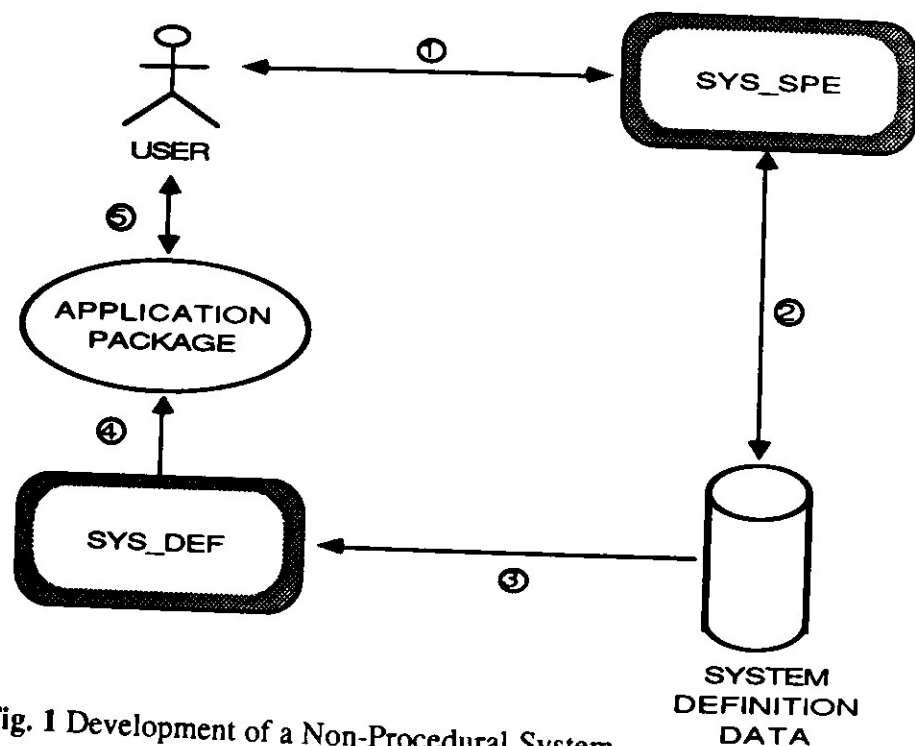 ①
SYS_SPE
USER
⑤
②
APPLICATION
PACKAGE
④
SYS_DEF
③
SYSTEM
DEFINITION
DATA
ig. 1 Development of a Non-Procedural System